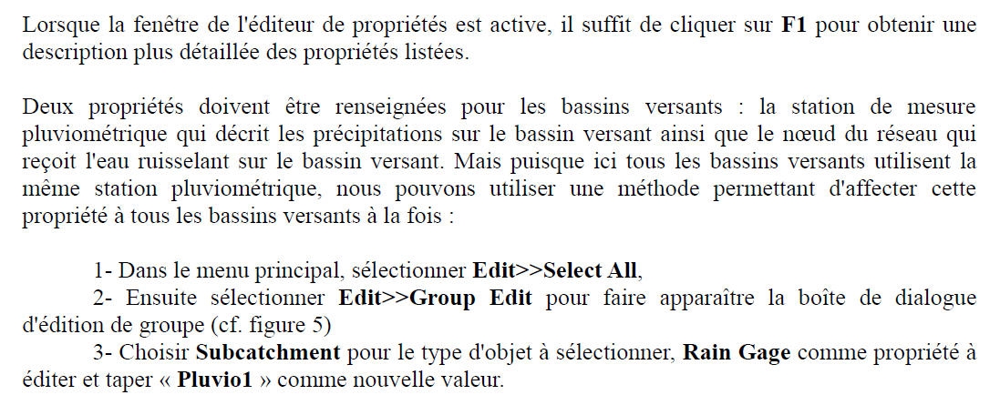 Lorsque la fenêtre de l'éditeur de propriétés est active, il suffit de cliquer sur F1 pour obtenir une
description plus détaillée des propriétés listées.
Deux propriétés doivent être renseignées pour les bassins versants : la station de mesure
pluviométrique qui décrit les précipitations sur le bassin versant ainsi que le nœud du réseau qui
reçoit l'eau ruisselant sur le bassin versant. Mais puisque ici tous les bassins versants utilisent la
même station pluviométrique, nous pouvons utiliser une méthode permettant d'affecter cette
propriété à tous les bassins versants à la fois :
1- Dans le menu principal, sélectionner Edit>>Select All,
2- Ensuite sélectionner Edit>>Group Edit pour faire apparaître la boîte de dialogue
d'édition de groupe (cf. figure 5)
3- Choisir Subcatchment pour le type d'objet à sélectionner, Rain Gage comme propriété à
éditer et taper « Pluvio1 » comme nouvelle valeur.